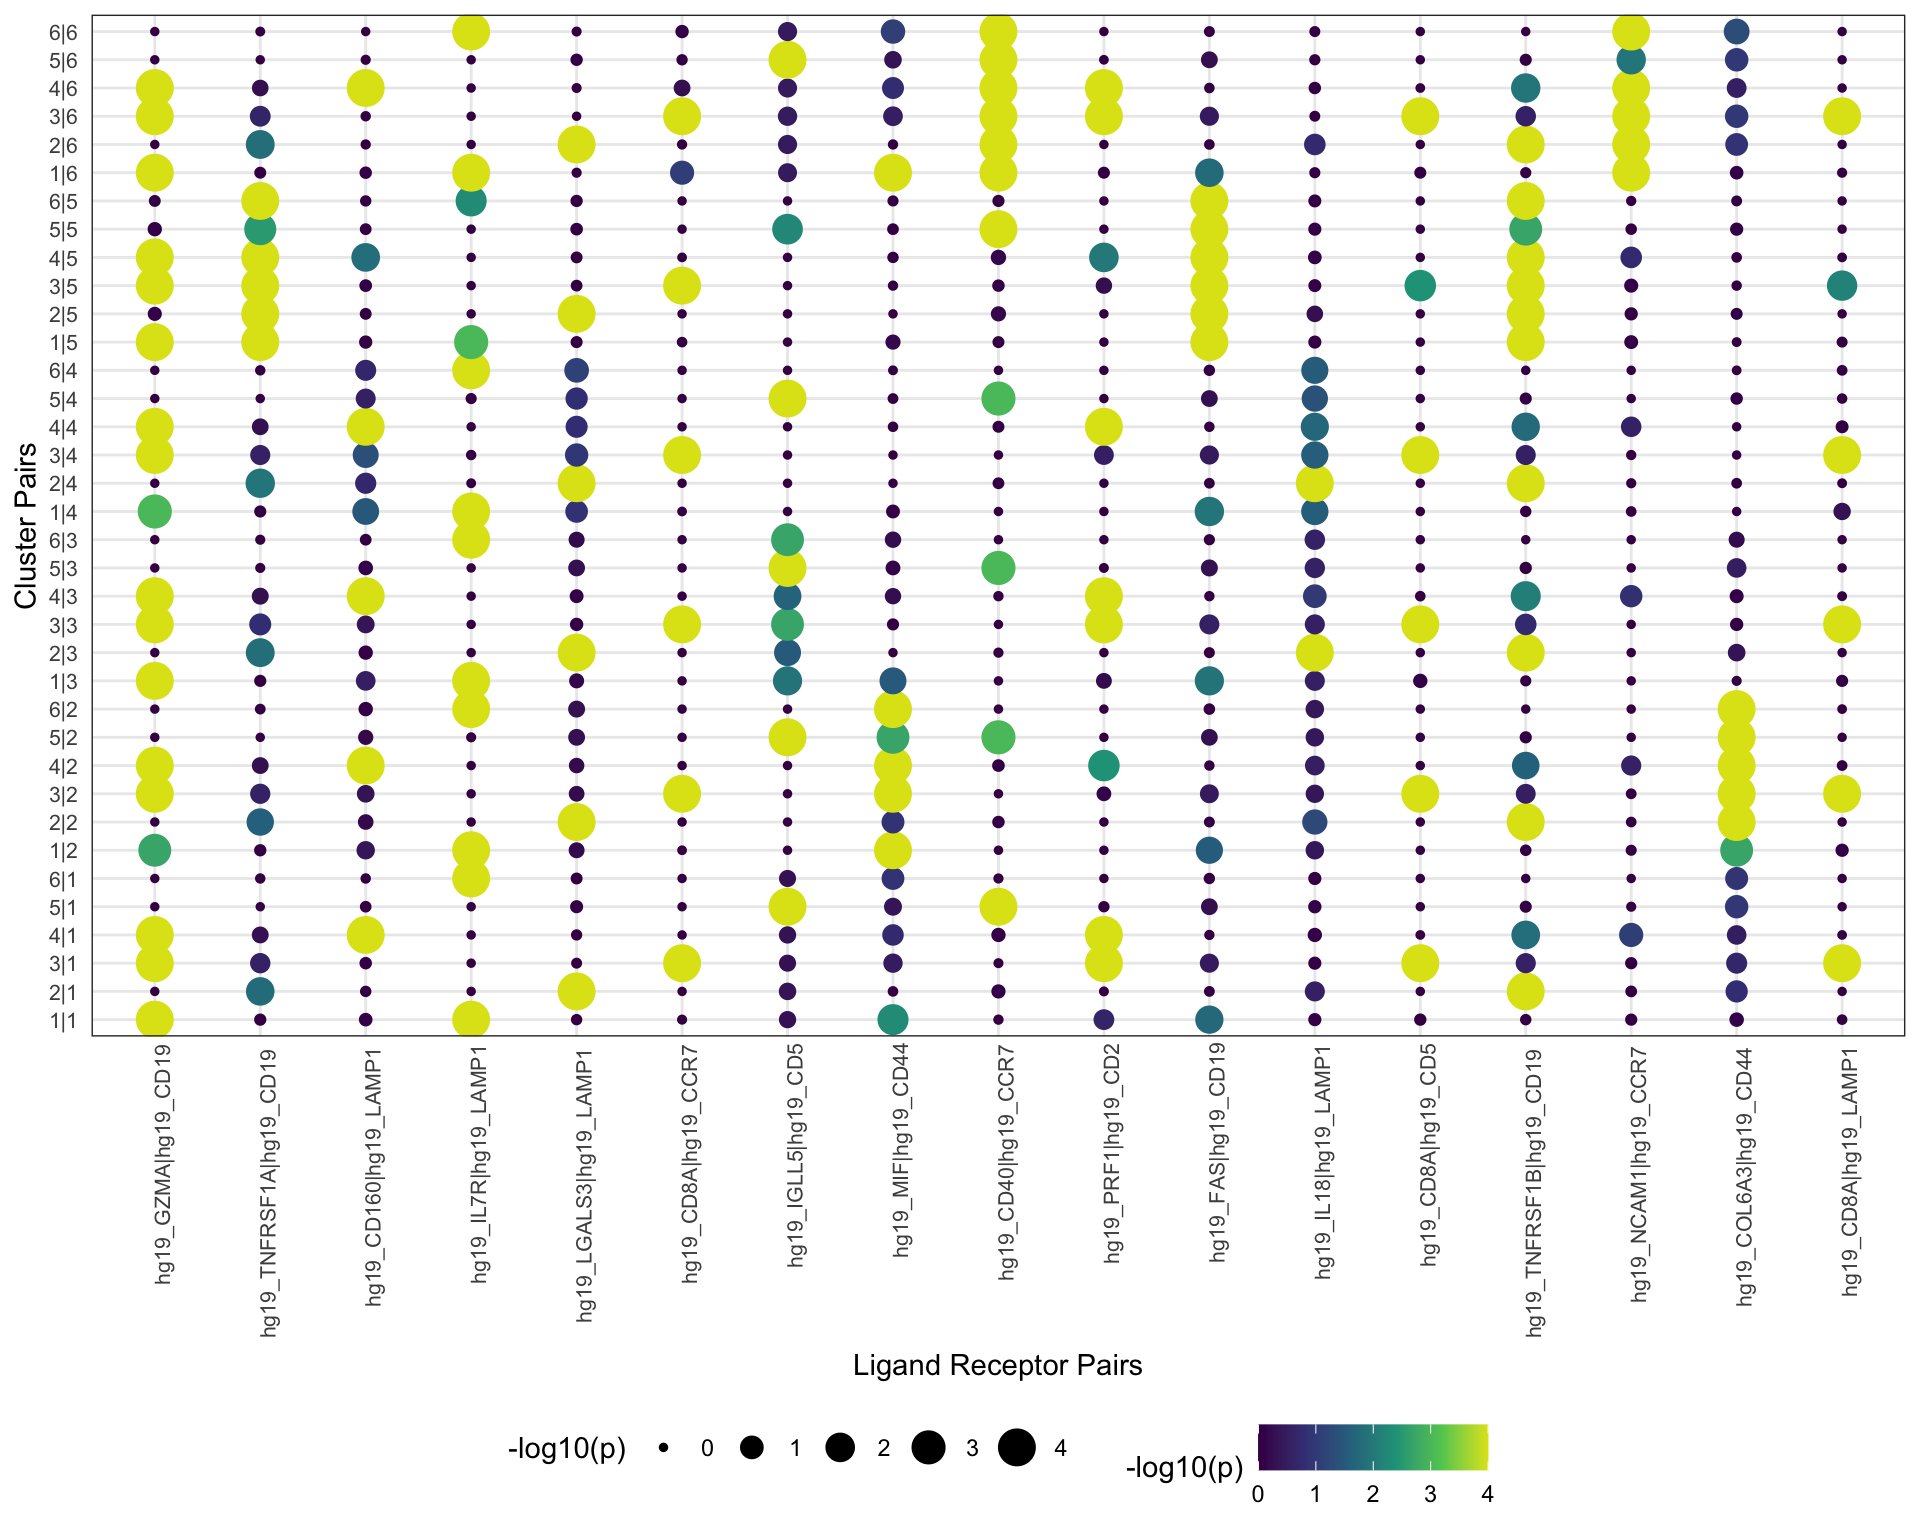 6|6
5|6
4|6
3|6
2|6
1|6
6|5
5|5
4|5
3|5
2|5
1|5
6|4
5|4
4|4
3|4
2|4
1|4
6|3
5|3
4|3
3|3
2|3
1|3
6|2
5|2
4|2
3|2
2|2
1|2
6|1
5|1
4|1
3|1
2|1
1|1
Cluster Pairs
hg19_GZMA|hg19_CD19
hg19_TNFRSF1A|hg19_CD19
hg19_CD160|hg19_LAMP1
hg19_IL7R|hg19_LAMP1
hg19_LGALS3|hg19_LAMP1
hg19_CD8A|hg19_CCR7
hg19_IGLL5|hg19_CD5
hg19_MIF|hg19_CD44
hg19_CD40|hg19_CCR7
hg19_PRF1|hg19_CD2
hg19_FAS|hg19_CD19
hg19_IL18|hg19_LAMP1
hg19_CD8A|hg19_CD5
hg19_TNFRSF1B|hg19_CD19
hg19_NCAM1|hg19_CCR7
hg19_COL6A3|hg19_CD44
hg19_CD8A|hg19_LAMP1
Ligand Receptor Pairs
-log10(p) 0 1 2 3 4
-log10(p)
0 1 2 3 4